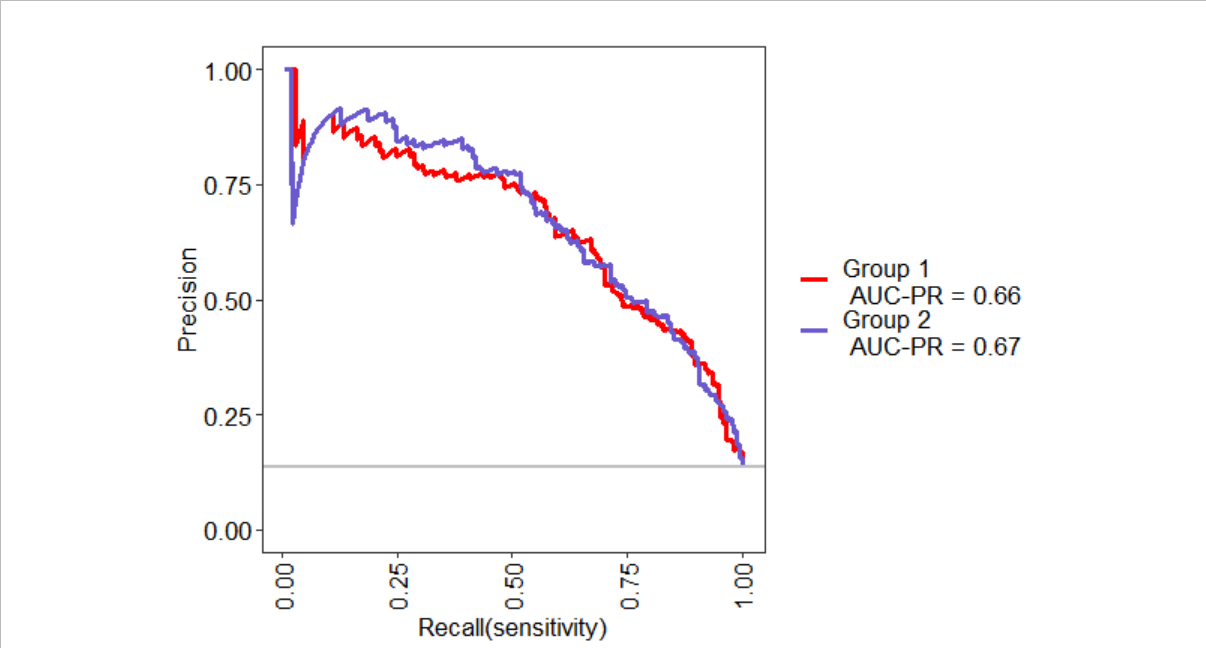 1.00
0.75
0.50
0.25
0.00
Precision
0.00
0.25
0.50
0.75
1.00
Recall(sensitivity)
Group 1
AUC-PR = 0.66
Group 2
AUC-PR = 0.67